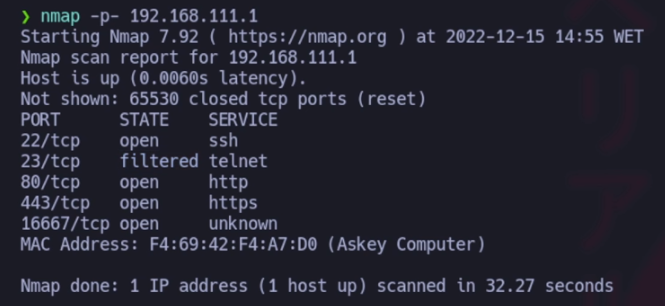 ❯ nmap -p- 192.168.111.1
Starting Nmap 7.92 ( https://nmap.org ) at 2022-12-15 14:55 WET
Nmap scan report for 192.168.111.1
Host is up (0.0060s latency).
Not shown: 65530 closed tcp ports (reset)
PORT      STATE    SERVICE
22/tcp    open     ssh
23/tcp    filtered telnet
80/tcp    open     http
443/tcp   open     https
16667/tcp open     unknown
MAC Address: F4:69:42:F4:A7:D0 (Askey Computer)
Nmap done: 1 IP address (1 host up) scanned in 32.27 seconds